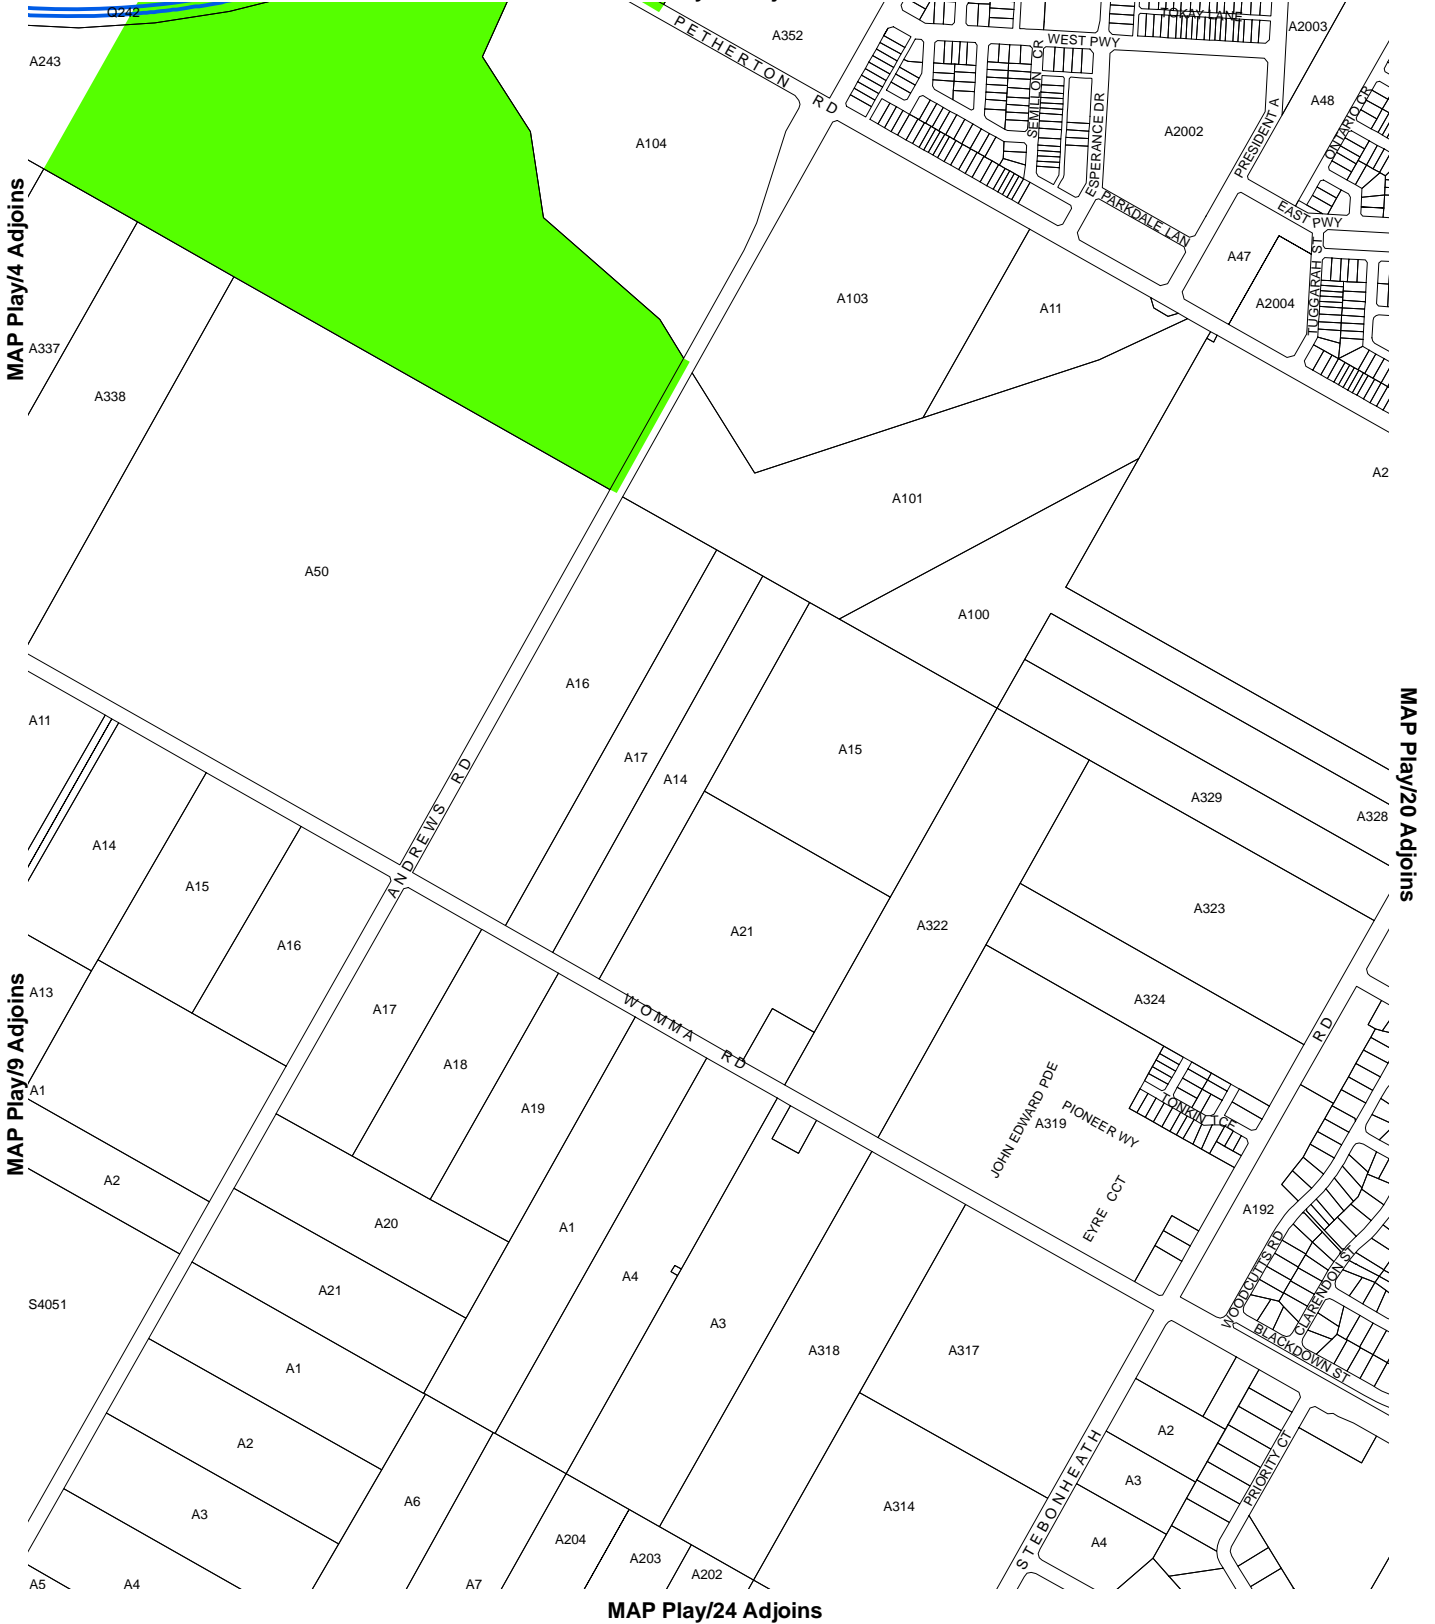 Q242
A243
PETHERTON RD
A352
WEST PWY
TOKAY LANE
A2003
A48
SEMILLON CR
ESPERANCE DR
A2002
PRESIDENT A
ONTARIO CR
A104
PARKDALE LAN
EAST PWY
TUGGARAH ST
A47
A2004
MAP Play/4 Adjoins
A337
A338
A103
A11
A101
A2
A50
A100
A16
A17
A14
A15
A329
A328
MAP Play/20 Adjoins
A11
ANDREWS RD
A14
A15
A16
A21
A322
A323
A324
RD
A13
MAP Play/9 Adjoins
A1
A17
A18
A19
WOMMA RD
JOHN EDWARD PDE
A319
PIONEER WY
TONKIN TCE
EYRE CCT
A192
WOODCUTTS RD
CLARENDON ST
BLACKDOWN ST
A2
A20
A1
A21
A4
A3
S4051
A318
A317
A1
A2
A3
A2
A3
A4
STEBONHEATH
PRIORITY CT
A6
A314
A204
A203
A202
A5
A4
A7
MAP Play/24 Adjoins